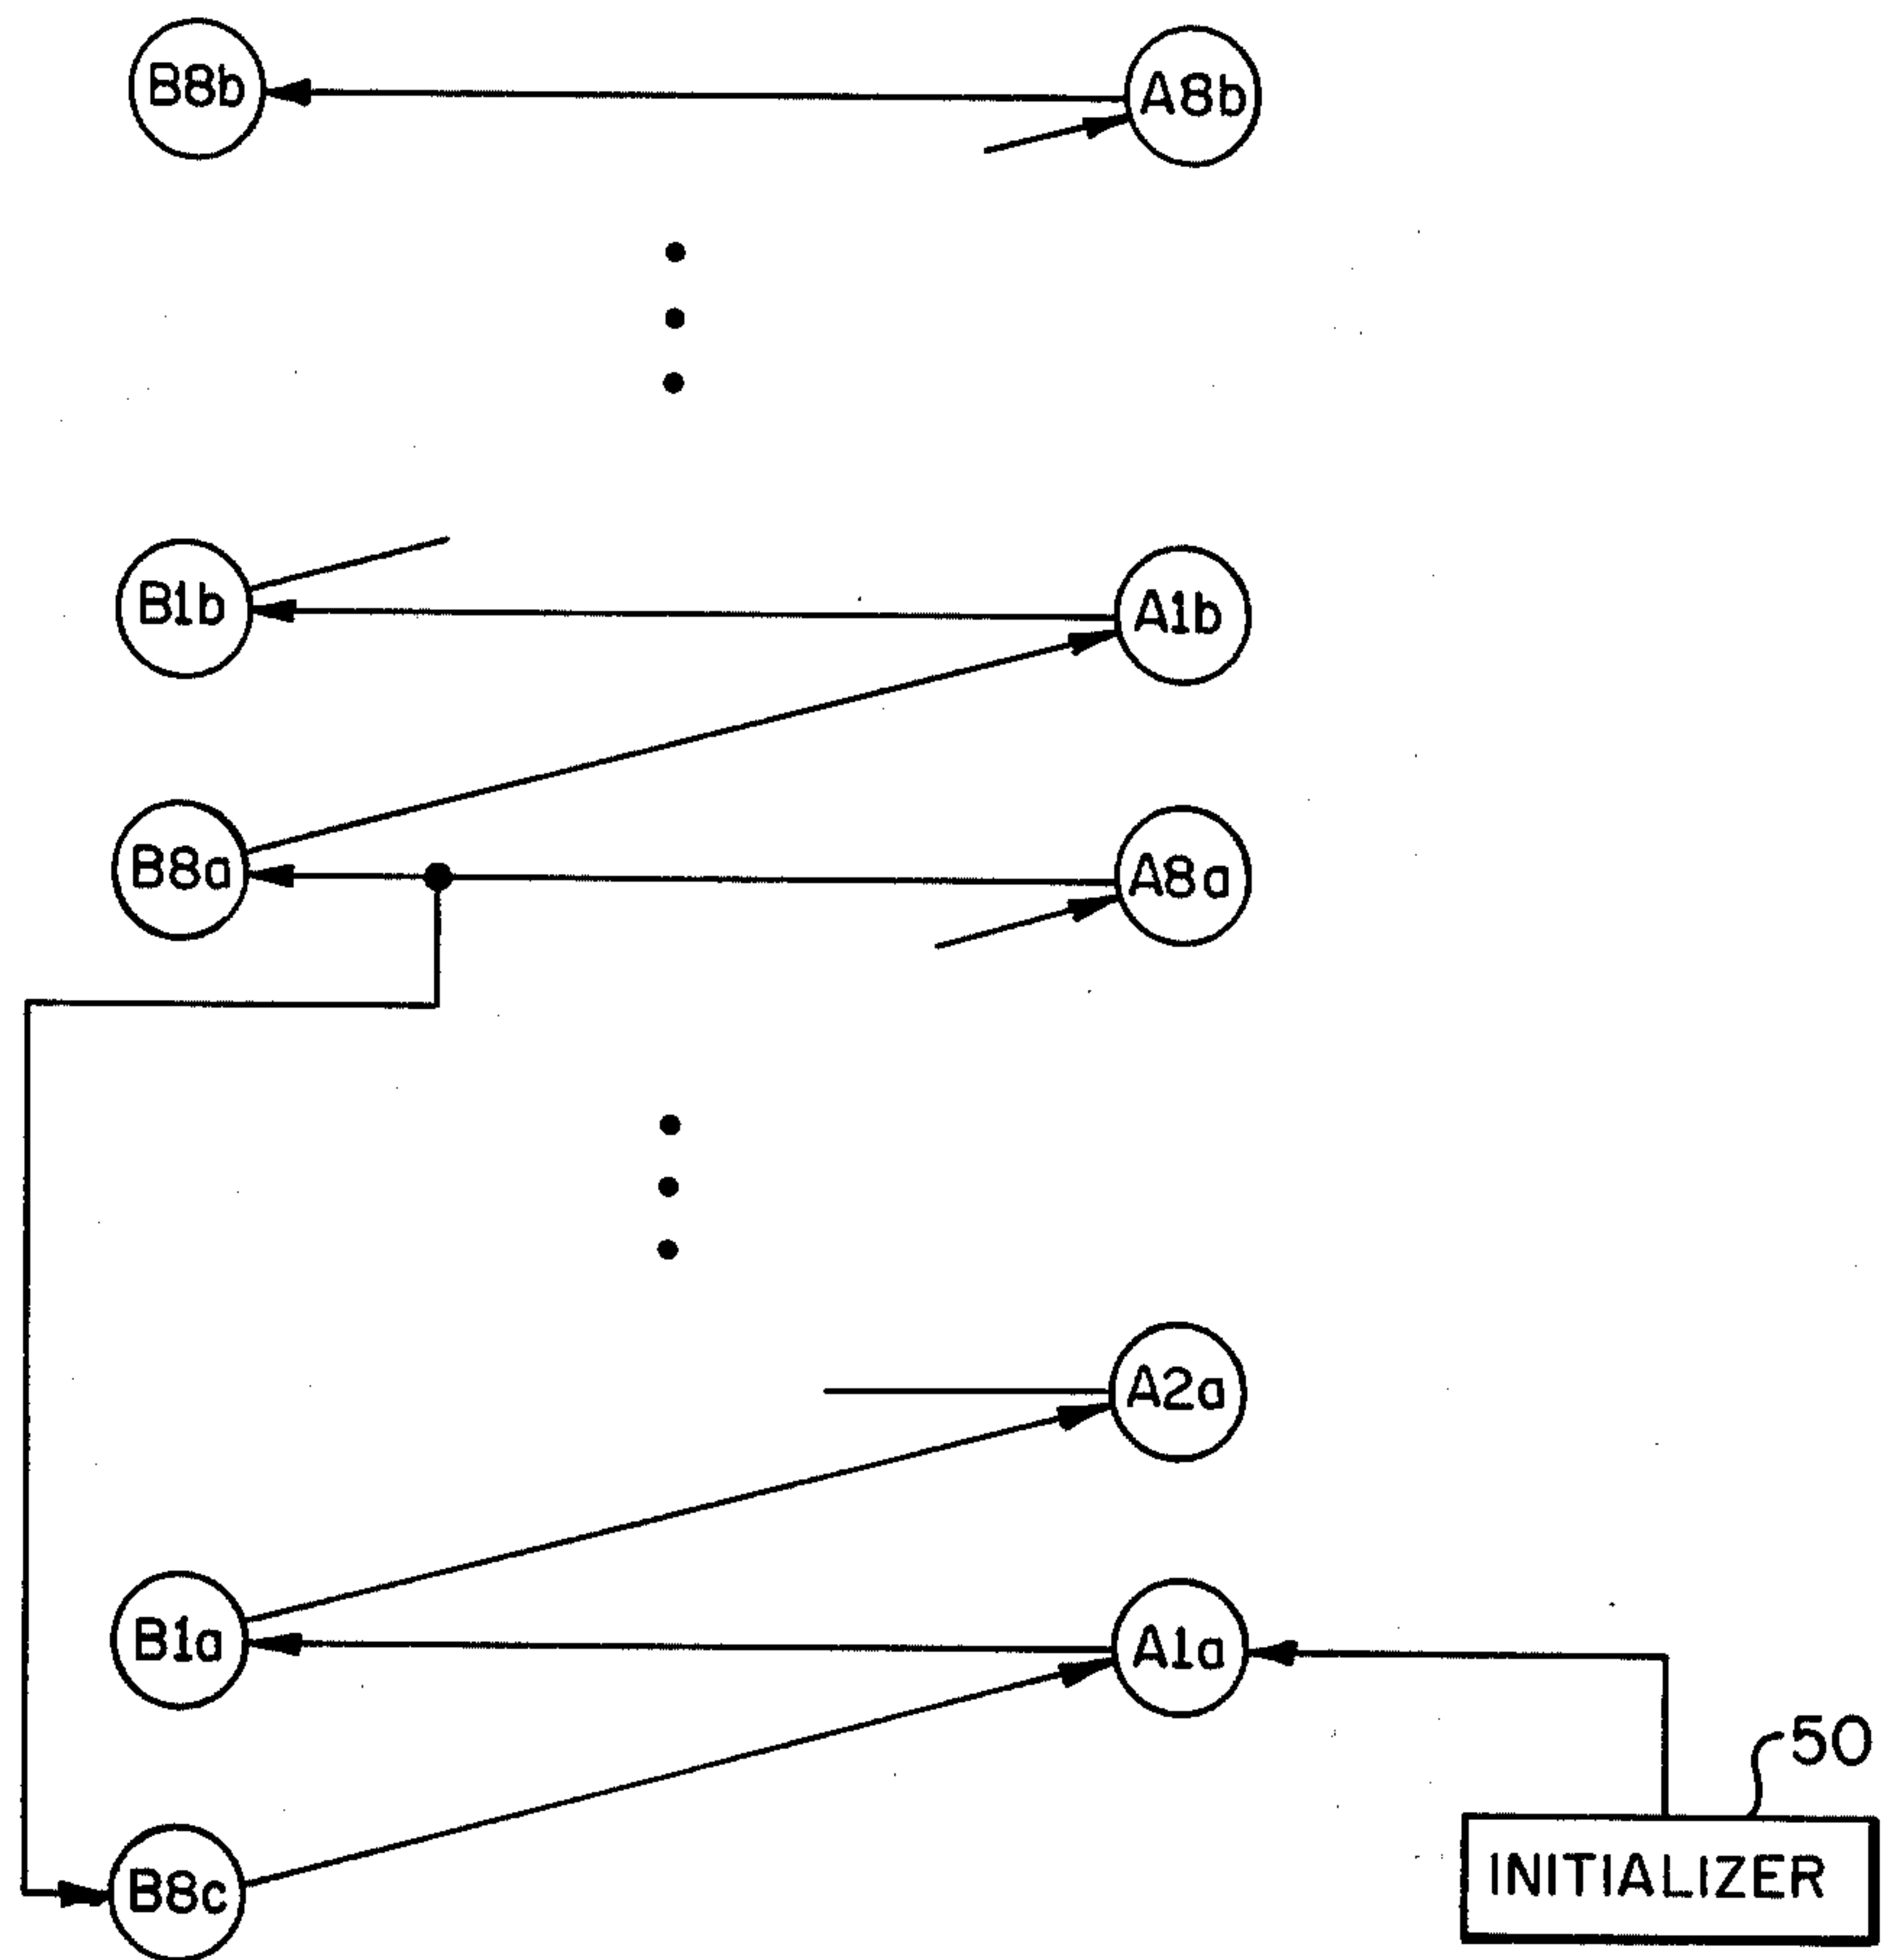 B8b
A8b
B1b
A1b
B8a
A8a
A2a
B1a
A1a
50
B8c
INITIALIZER